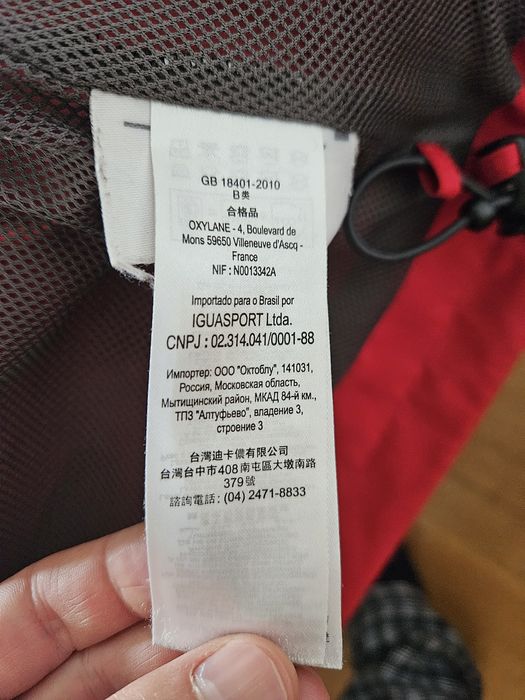 GB 18401-2010
B类
合格品
OXYLANE - 4, Boulevard de
Mons 59650 Villeneuve d'Ascq -
France
NIF : N0013342A
Importado para o Brasil por
IGUASPORT Ltda.
CNPJ : 02.314.041/0001-88
Импортер: ООО "Октоблу", 141031,
Россия, Московская область,
Мытищинский район, МКАД 84-й км.,
ТПЗ "Алтуфьево", владение 3,
строение 3
台灣迪卡儂有限公司
台灣台中市408南屯區大墩南路
379號
諮詢電話 : (04) 2471-8833